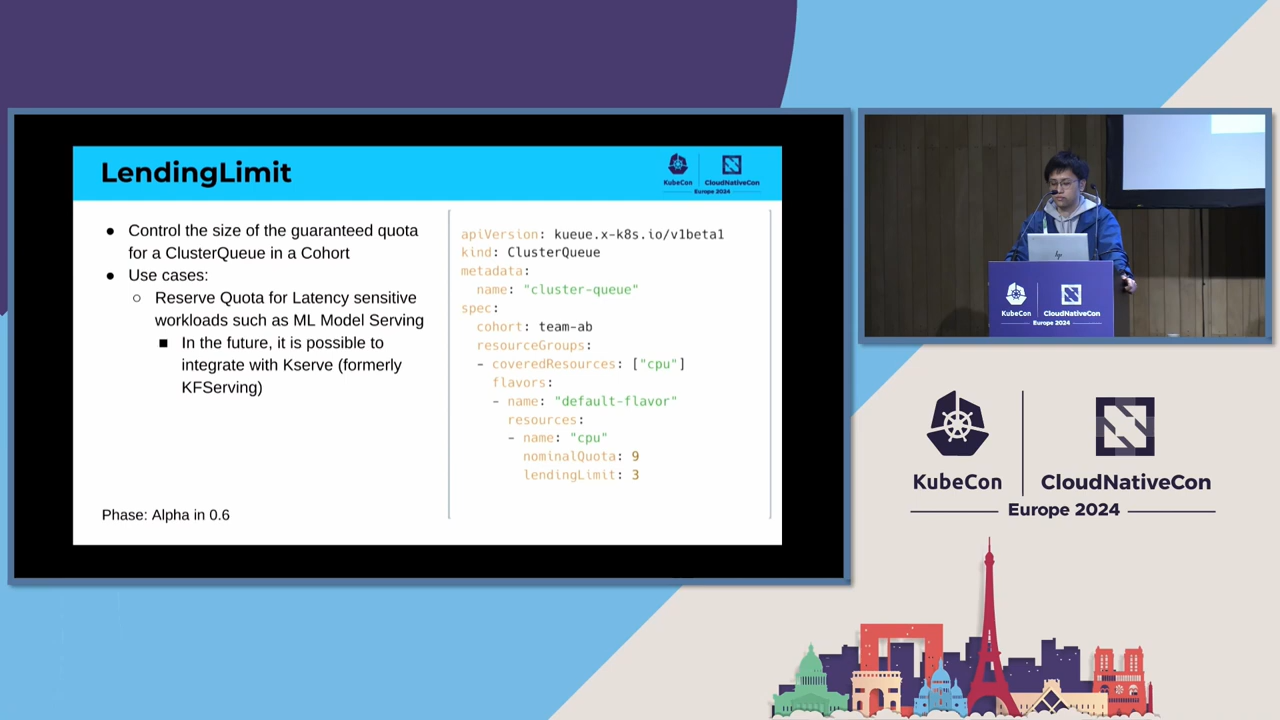 LendingLimit
KubeCon
CloudNativeCon
Europe 2024
● Control the size of the guaranteed quota
for a ClusterQueue in a Cohort
● Use cases:
○ Reserve Quota for Latency sensitive
workloads such as ML Model Serving
■ In the future, it is possible to
integrate with Kserve (formerly
KFServing)
Phase: Alpha in 0.6
apiVersion: kueue.x-k8s.io/v1beta1
kind: ClusterQueue
metadata:
name: "cluster-queue"
spec:
cohort: team-ab
resourceGroups:
- coveredResources: ["cpu"]
flavors:
- name: "default-flavor"
resources:
- name: "cpu"
nominalQuota: 9
lendingLimit: 3
hp
KubeCon
CloudNativeCon
Europe 2024
KubeCon
CloudNativeCon
Europe 2024